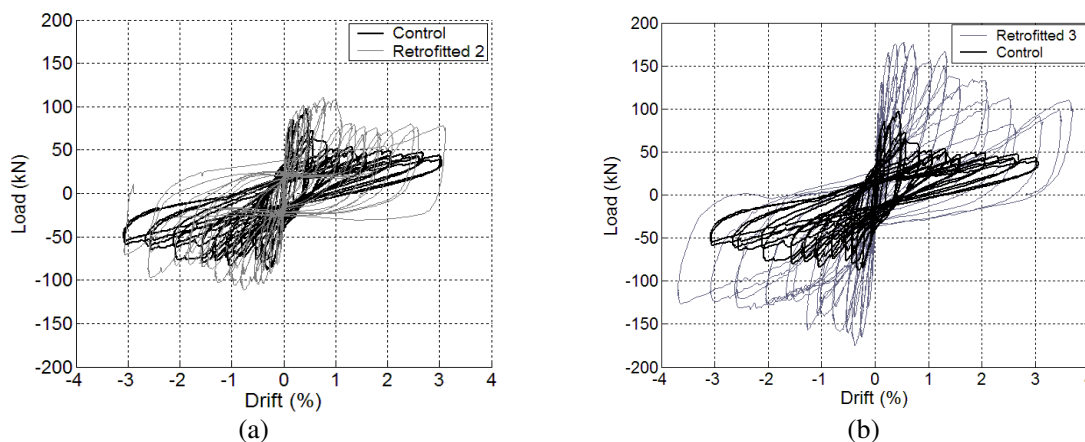 200
150
100
50
0
-50
-100
-150
-200
Load (kN)
Control
Retrofitted 2
-4 -3 -2 -1 0 1 2 3 4
Drift (%)
(a)
200
150
100
50
0
-50
-100
-150
-200
Load (kN)
Retrofitted 3
Control
-4 -3 -2 -1 0 1 2 3 4
Drift (%)
(b)